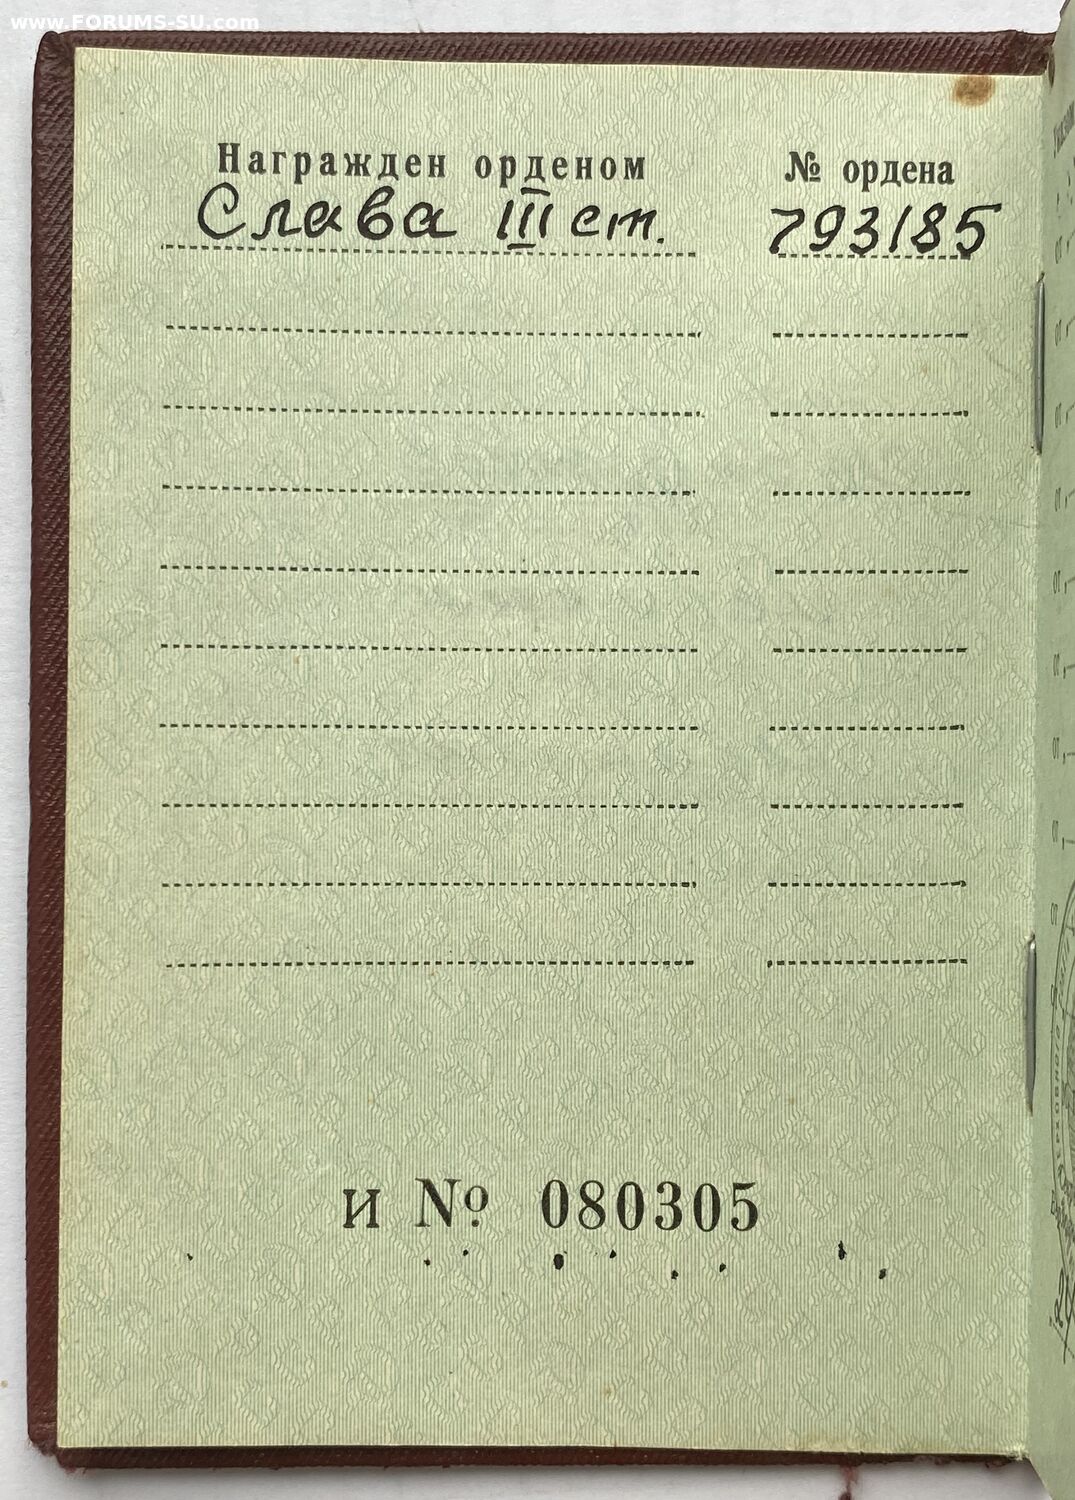 www.FORUMS-SU.com
Награжден орденом № ордена
Слава III ст. 793185
И № 080305